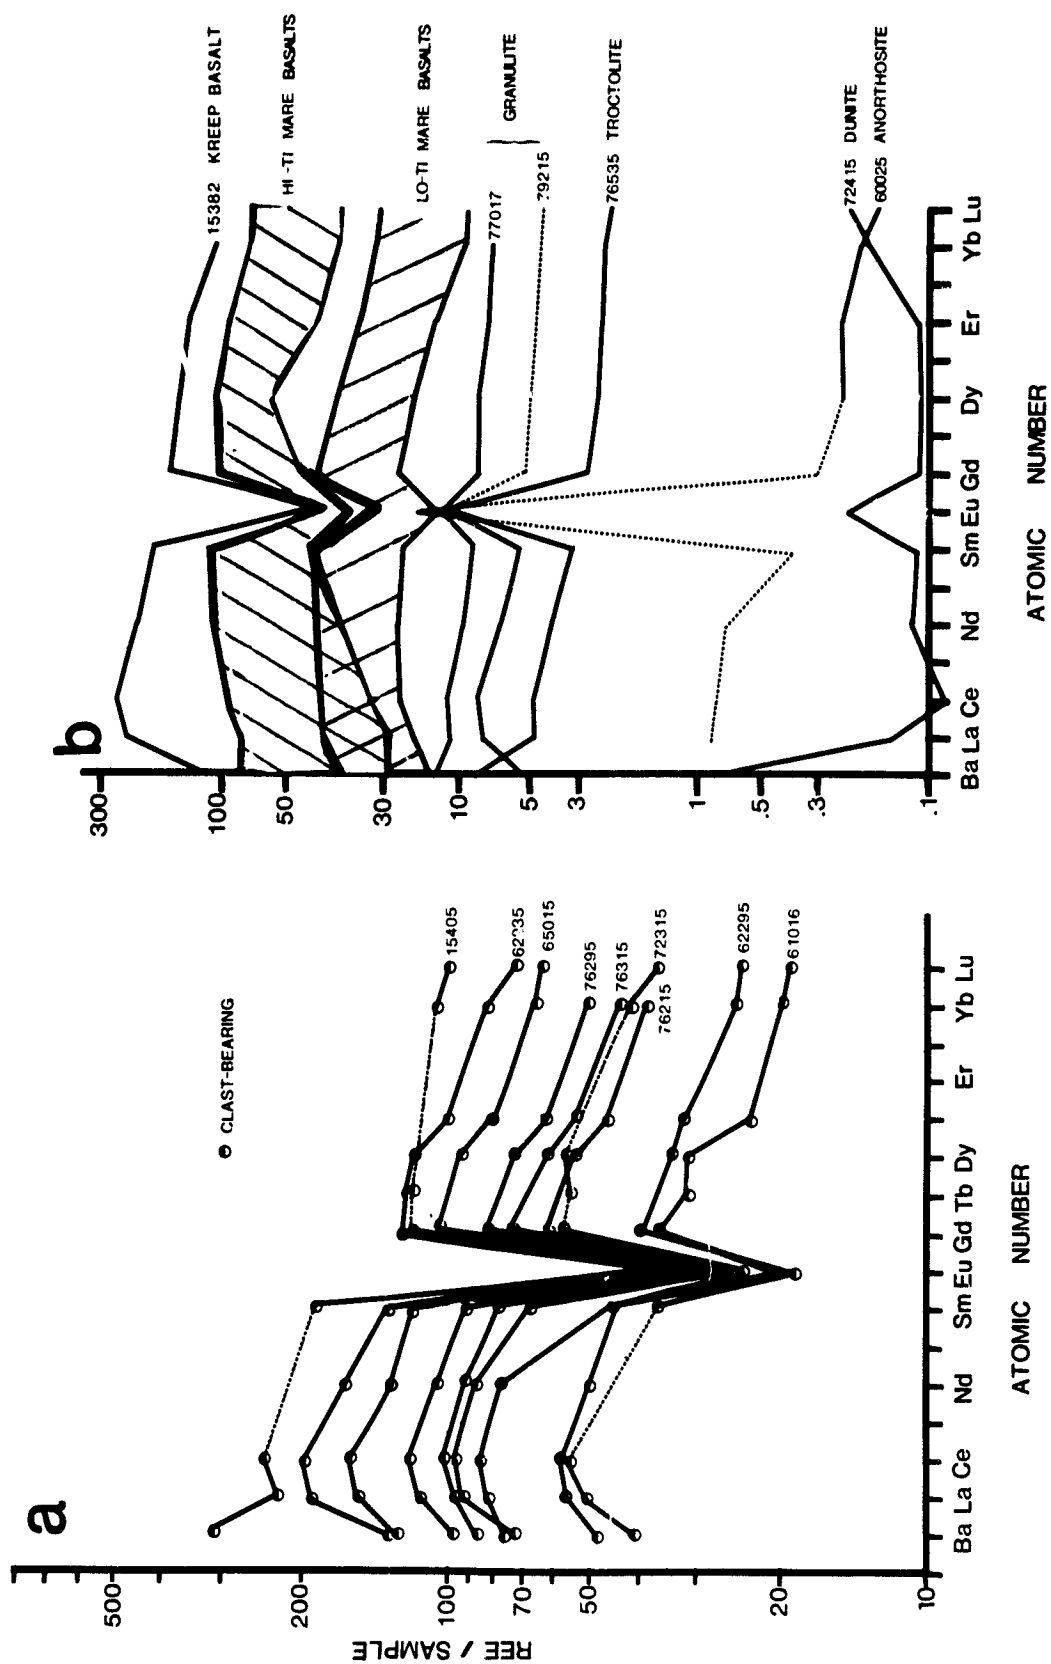 a
500
200
100
70
50
20
10
REE / SAMPLE
CLAST-BEARING
15405
65015
76295
76315
72315
76215
62295
61016
Ba La Ce Nd Sm Eu Gd Tb Dy Er Yb Lu
ATOMIC NUMBER
b
300
100
50
30
10
5
3
1
.5
.3
.1
15382 KREEP BASALT
HI-TI MARE BASALTS
LO-TI MARE BASALTS
77017
79215
GRANULITE
76535 TROCTOLITE
72415 DUNITE
60025 ANORTHOSITE
Ba La Ce Nd Sm Eu Gd Dy Er Yb Lu
ATOMIC NUMBER